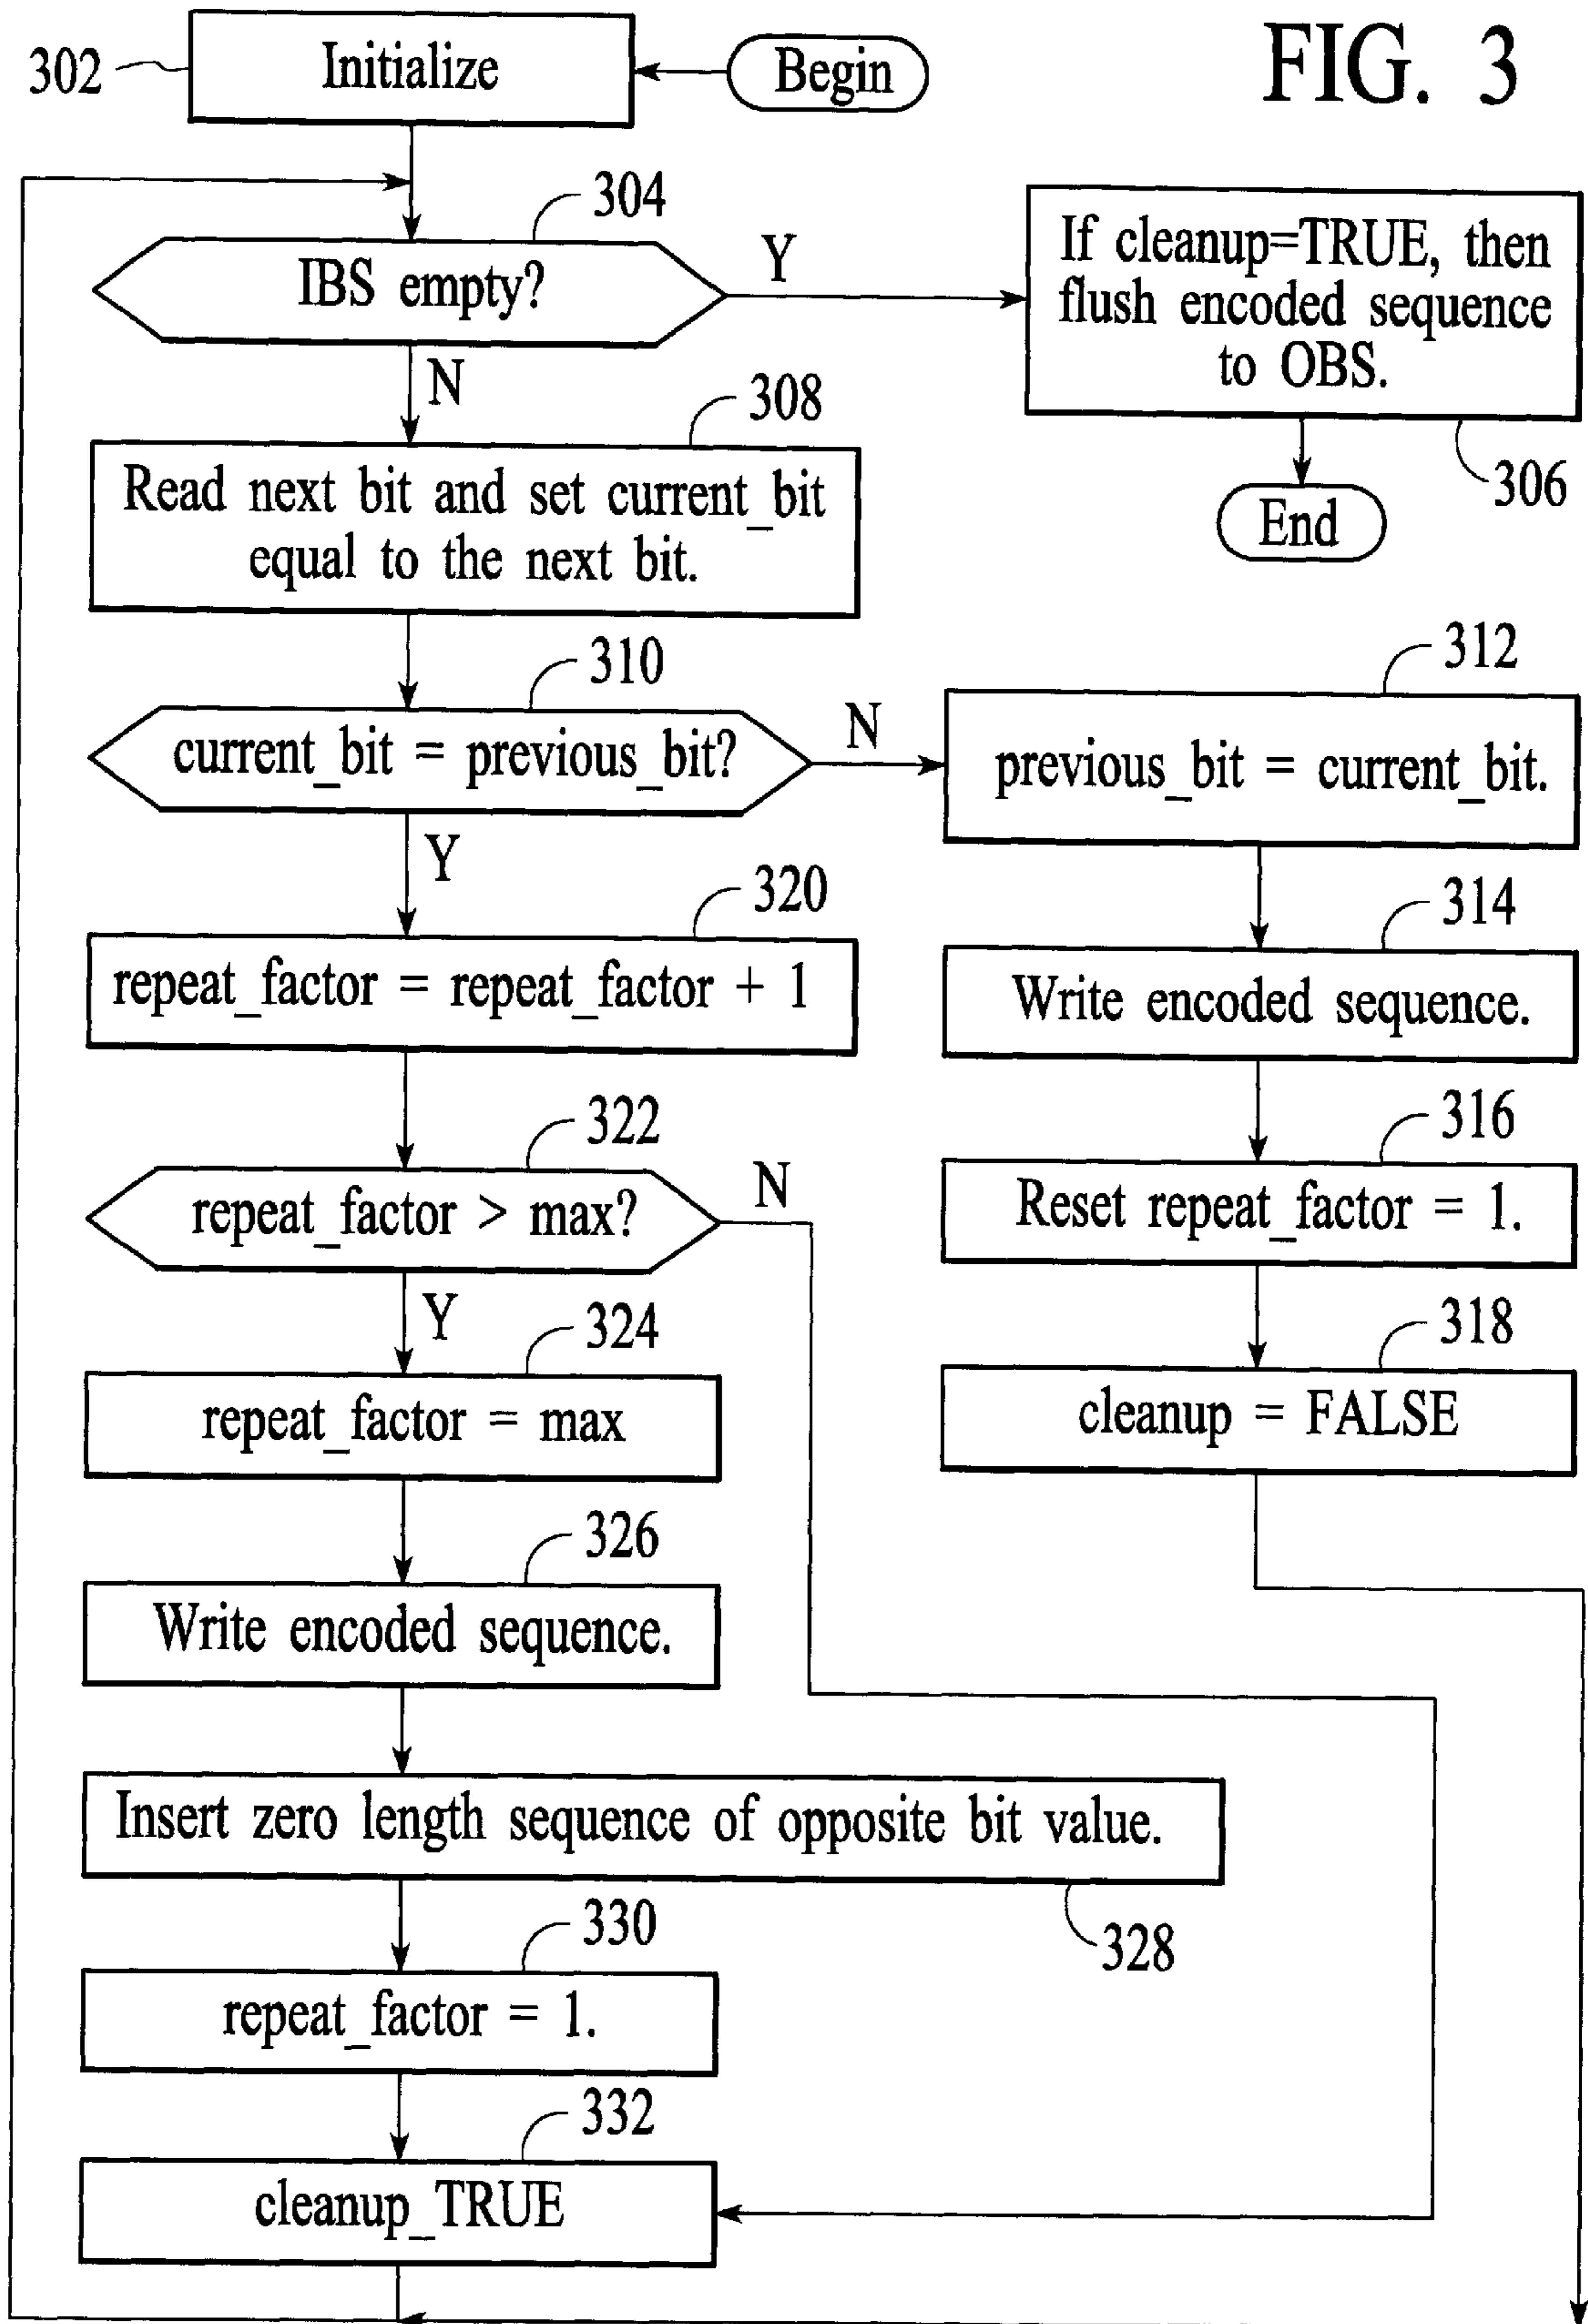 FIG. 3
302
Initialize
Begin
304
IBS empty?
Y
If cleanup=TRUE, then
flush encoded sequence
to OBS.
306
End
N
308
Read next bit and set current_bit
equal to the next bit.
310
current_bit = previous_bit?
N
312
previous_bit = current_bit.
314
Write encoded sequence.
316
Reset repeat_factor = 1.
318
cleanup = FALSE
Y
320
repeat_factor = repeat_factor + 1
322
repeat_factor > max?
N
Y
324
repeat_factor = max
326
Write encoded sequence.
Insert zero length sequence of opposite bit value.
328
330
repeat_factor = 1.
332
cleanup_TRUE